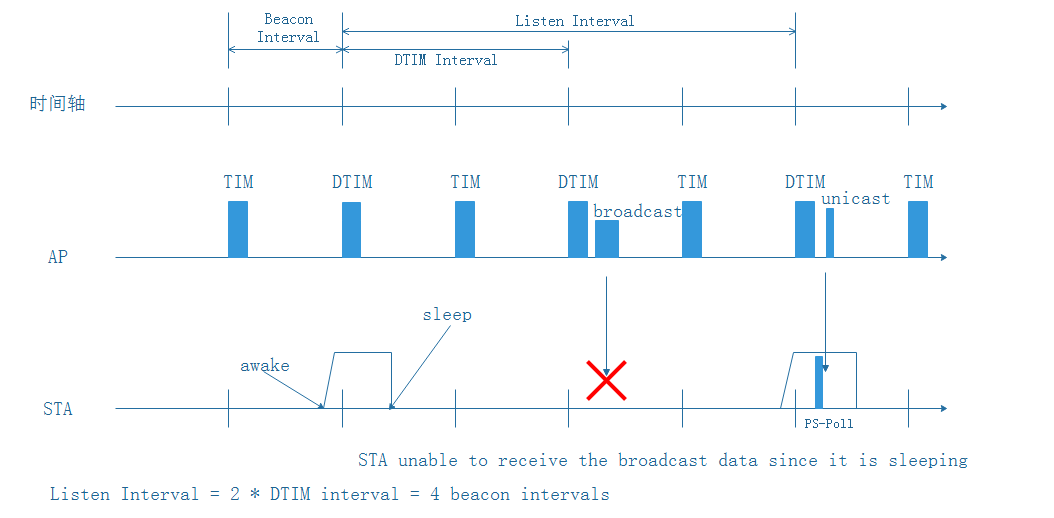 Beacon
Interval
Listen Interval
DTIM Interval
时间轴
TIM
DTIM
TIM
DTIM
TIM
DTIM
TIM
broadcast
unicast
AP
sleep
awake
STA
PS-Poll
STA unable to receive the broadcast data since it is sleeping
Listen Interval = 2 * DTIM interval = 4 beacon intervals